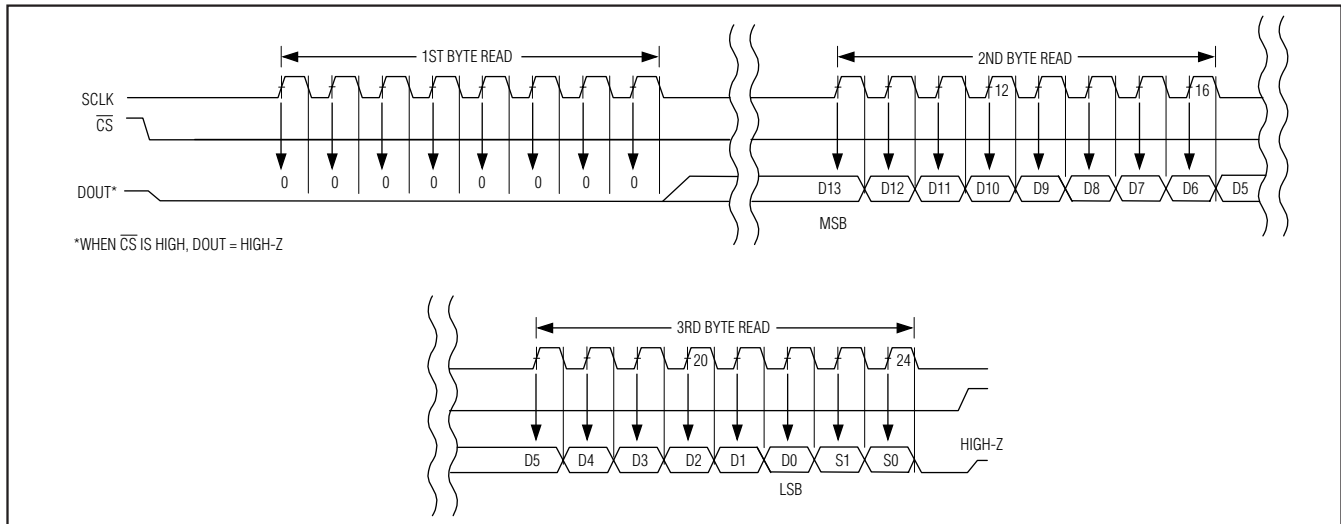 1ST BYTE READ
2ND BYTE READ
SCLK
12
16
CS
0 0 0 0 0 0 0 0
DOUT*
D13 D12 D11 D10 D9 D8 D7 D6 D5
MSB
*WHEN CS IS HIGH, DOUT = HIGH-Z
3RD BYTE READ
20
24
HIGH-Z
D5 D4 D3 D2 D1 D0 S1 S0
LSB